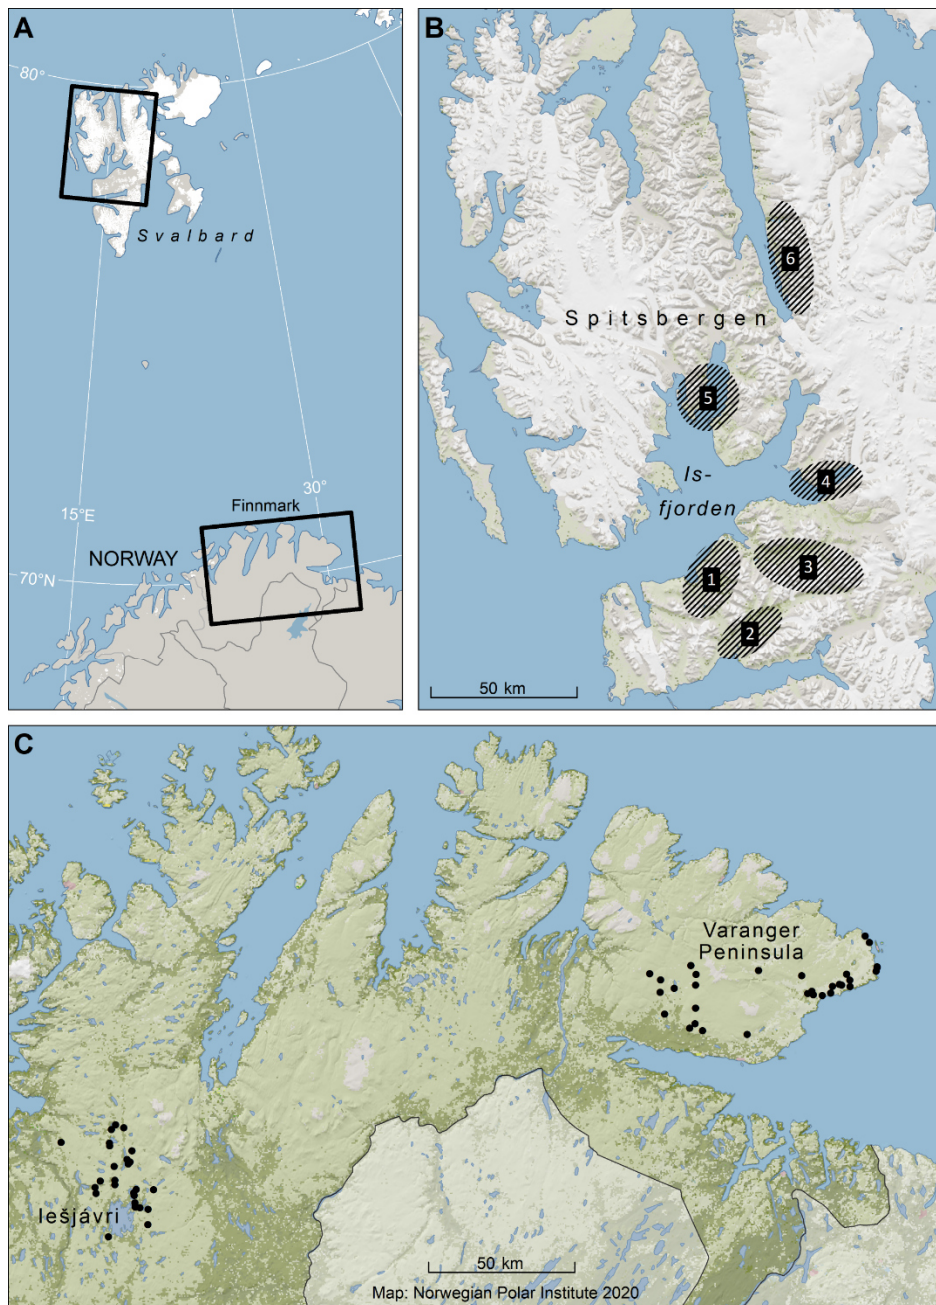 A
80°
Svalbard
30°
Finnmark
15°E
NORWAY
70°N
B
6
Spitsbergen
5
Is-
fjorden
4
1
3
2
50 km
C
Varanger
Peninsula
Iešjávri
50 km
Map: Norwegian Polar Institute 2020